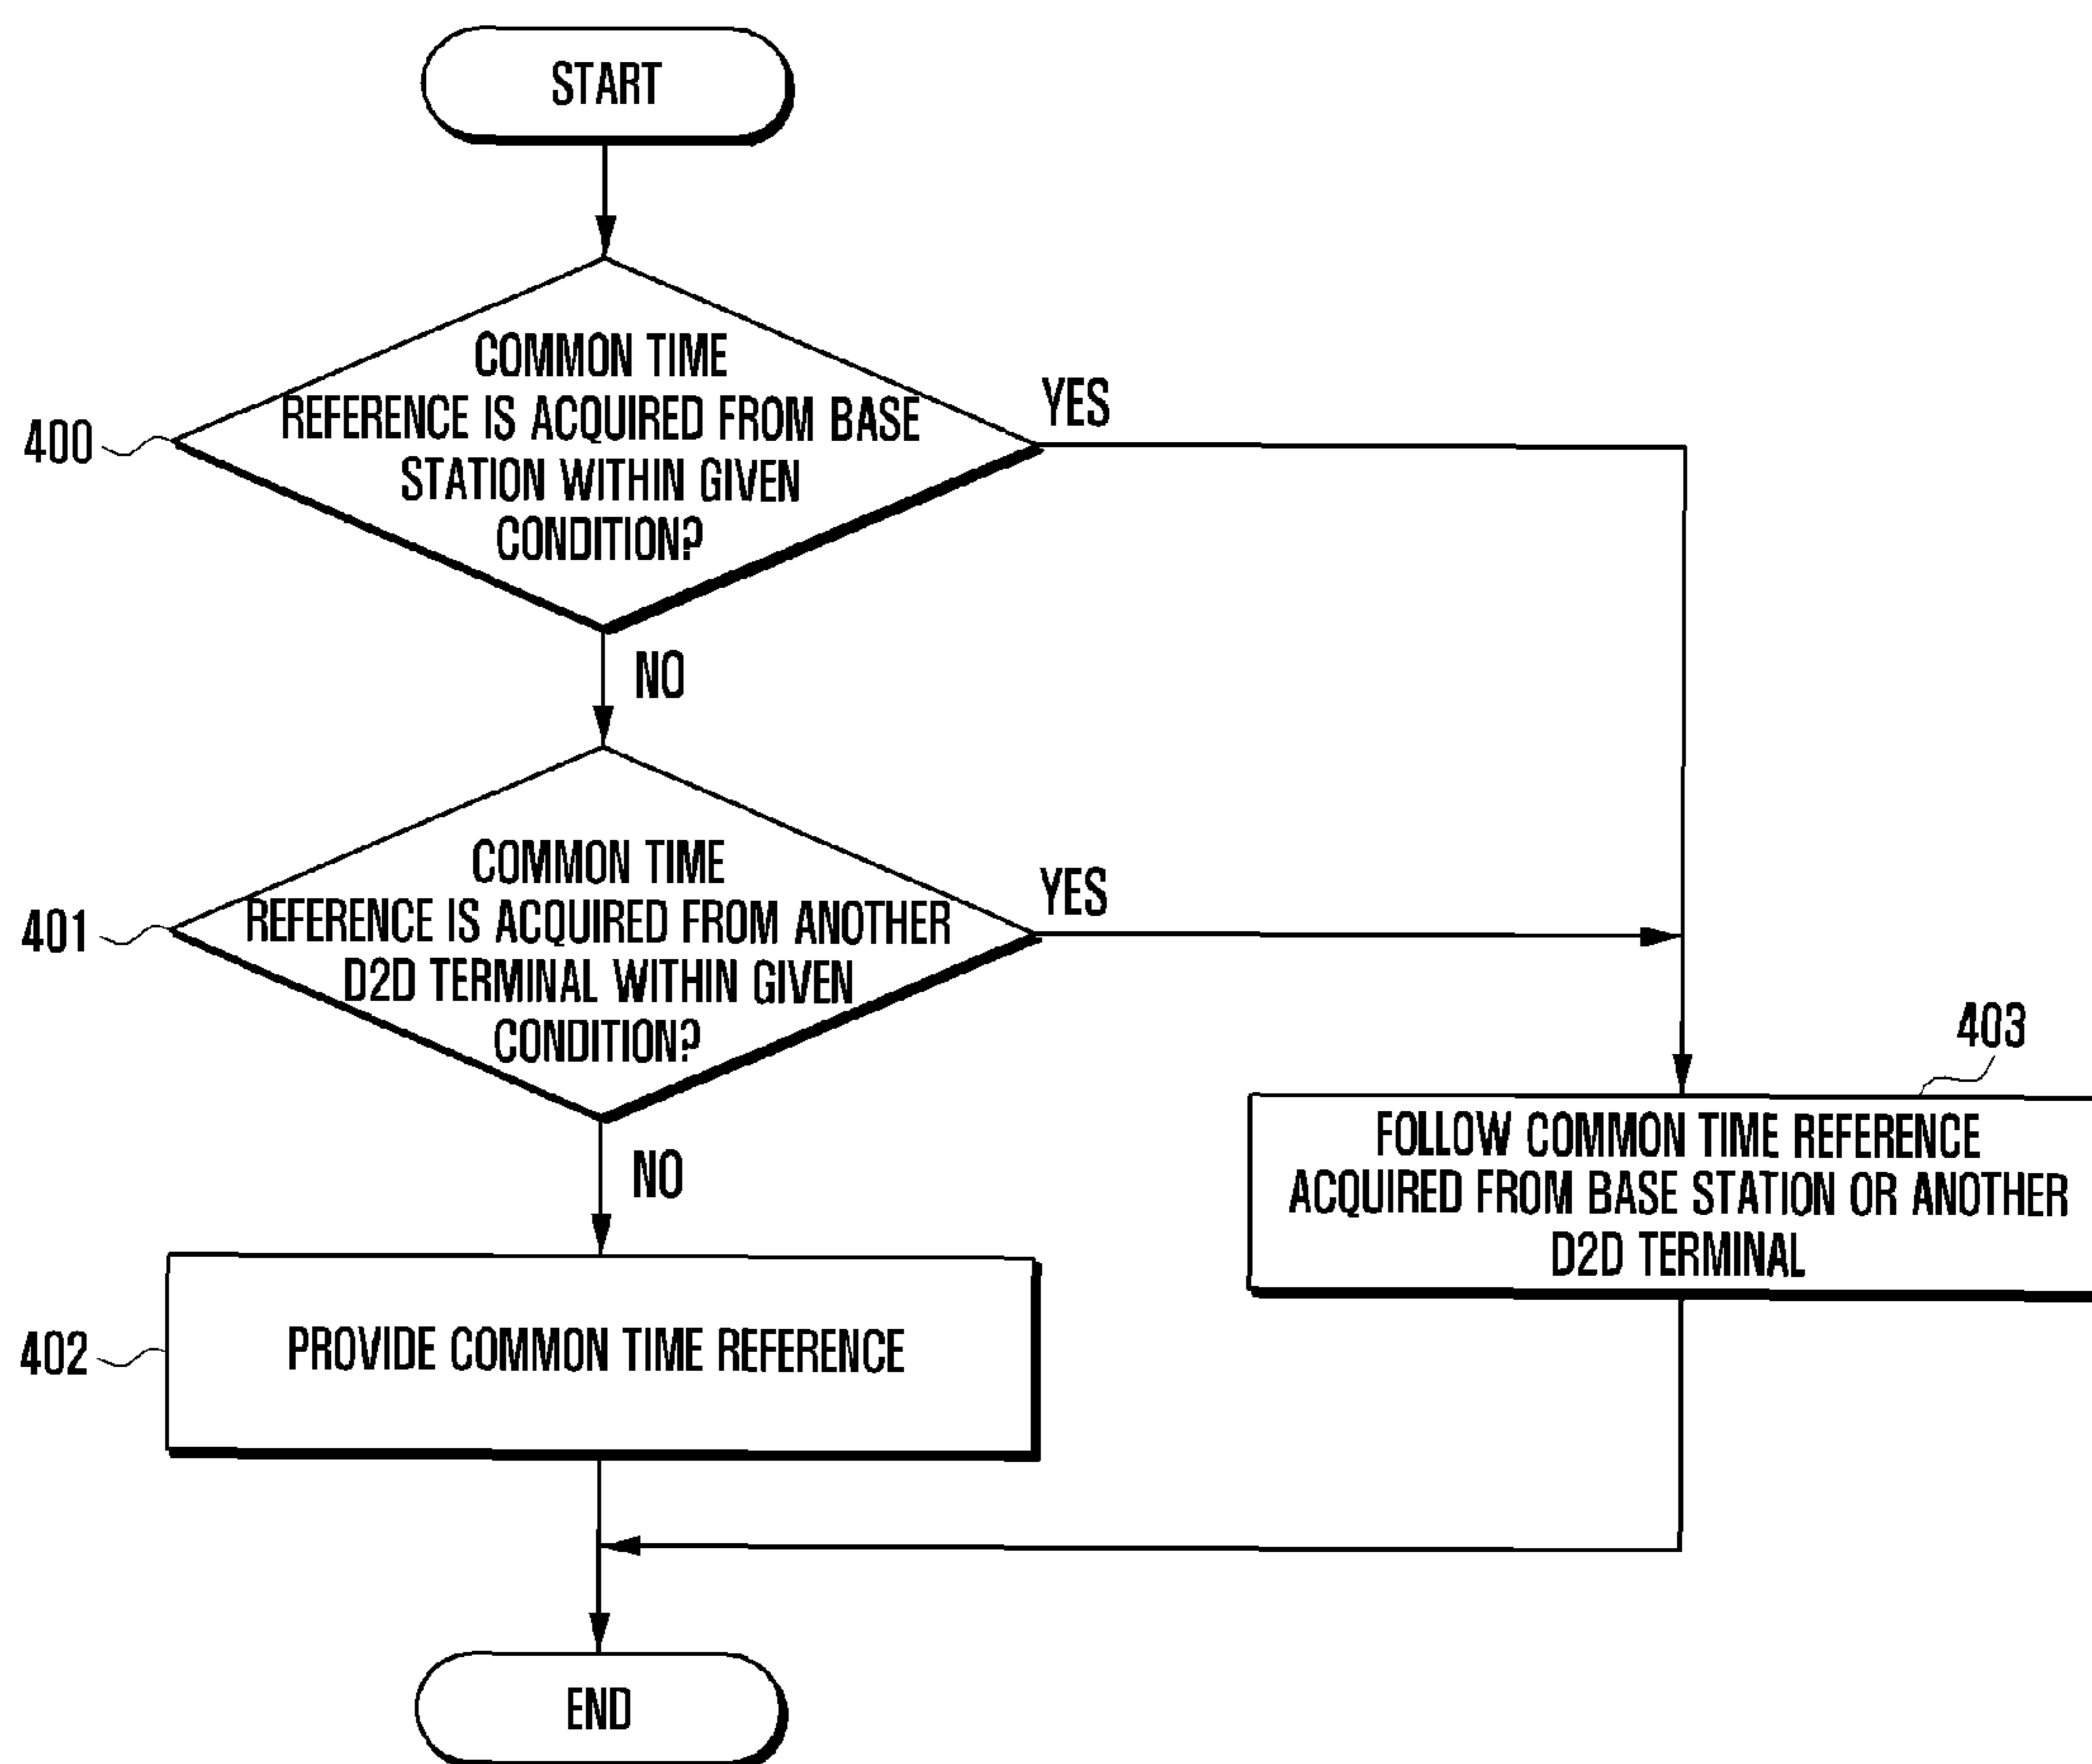 START
COMMON TIME
REFERENCE IS ACQUIRED FROM BASE
STATION WITHIN GIVEN
CONDITION?
YES
400
NO
COMMON TIME
REFERENCE IS ACQUIRED FROM ANOTHER
D2D TERMINAL WITHIN GIVEN
CONDITION?
YES
401
NO
403
FOLLOW COMMON TIME REFERENCE
ACQUIRED FROM BASE STATION OR ANOTHER
D2D TERMINAL
PROVIDE COMMON TIME REFERENCE
402
END